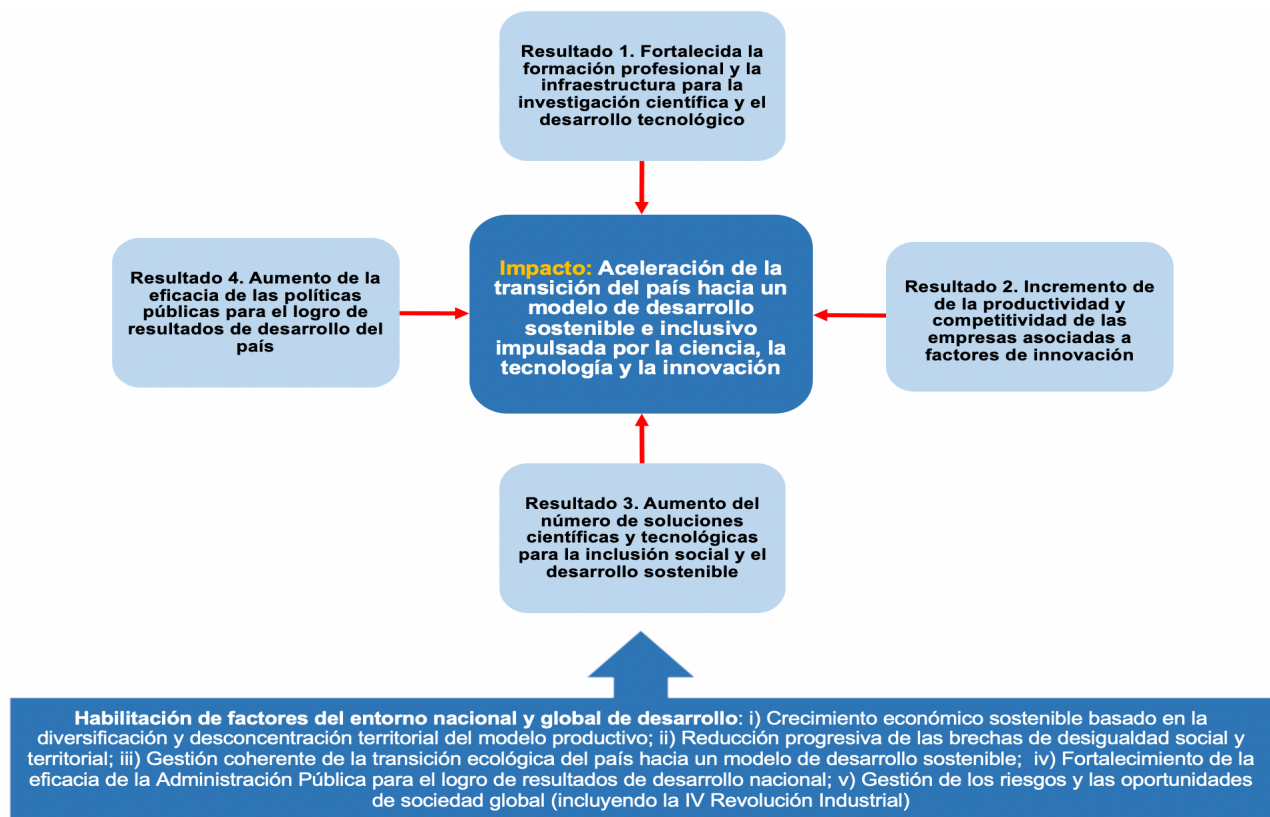 Resultado 1. Fortalecida la
formación profesional y la
infraestructura para la
investigación científica y el
desarrollo tecnológico
Resultado 4. Aumento de la
eficacia de las políticas
públicas para el logro de
resultados de desarrollo del
país
Impacto: Aceleración de la
transición del país hacia un
modelo de desarrollo
sostenible e inclusivo
impulsada por la ciencia, la
tecnología y la innovación
Resultado 2. Incremento de
de la productividad y
competitividad de las
empresas asociadas a
factores de innovación
Resultado 3. Aumento del
número de soluciones
científicas y tecnológicas
para la inclusión social y el
desarrollo sostenible
Habilitación de factores del entorno nacional y global de desarrollo: i) Crecimiento económico sostenible basado en la
diversificación y desconcentración territorial del modelo productivo; ii) Reducción progresiva de las brechas de desigualdad social y
territorial; iii) Gestión coherente de la transición ecológica del país hacia un modelo de desarrollo sostenible; iv) Fortalecimiento de la
eficacia de la Administración Pública para el logro de resultados de desarrollo nacional; v) Gestión de los riesgos y las oportunidades
de sociedad global (incluyendo la IV Revolución Industrial)